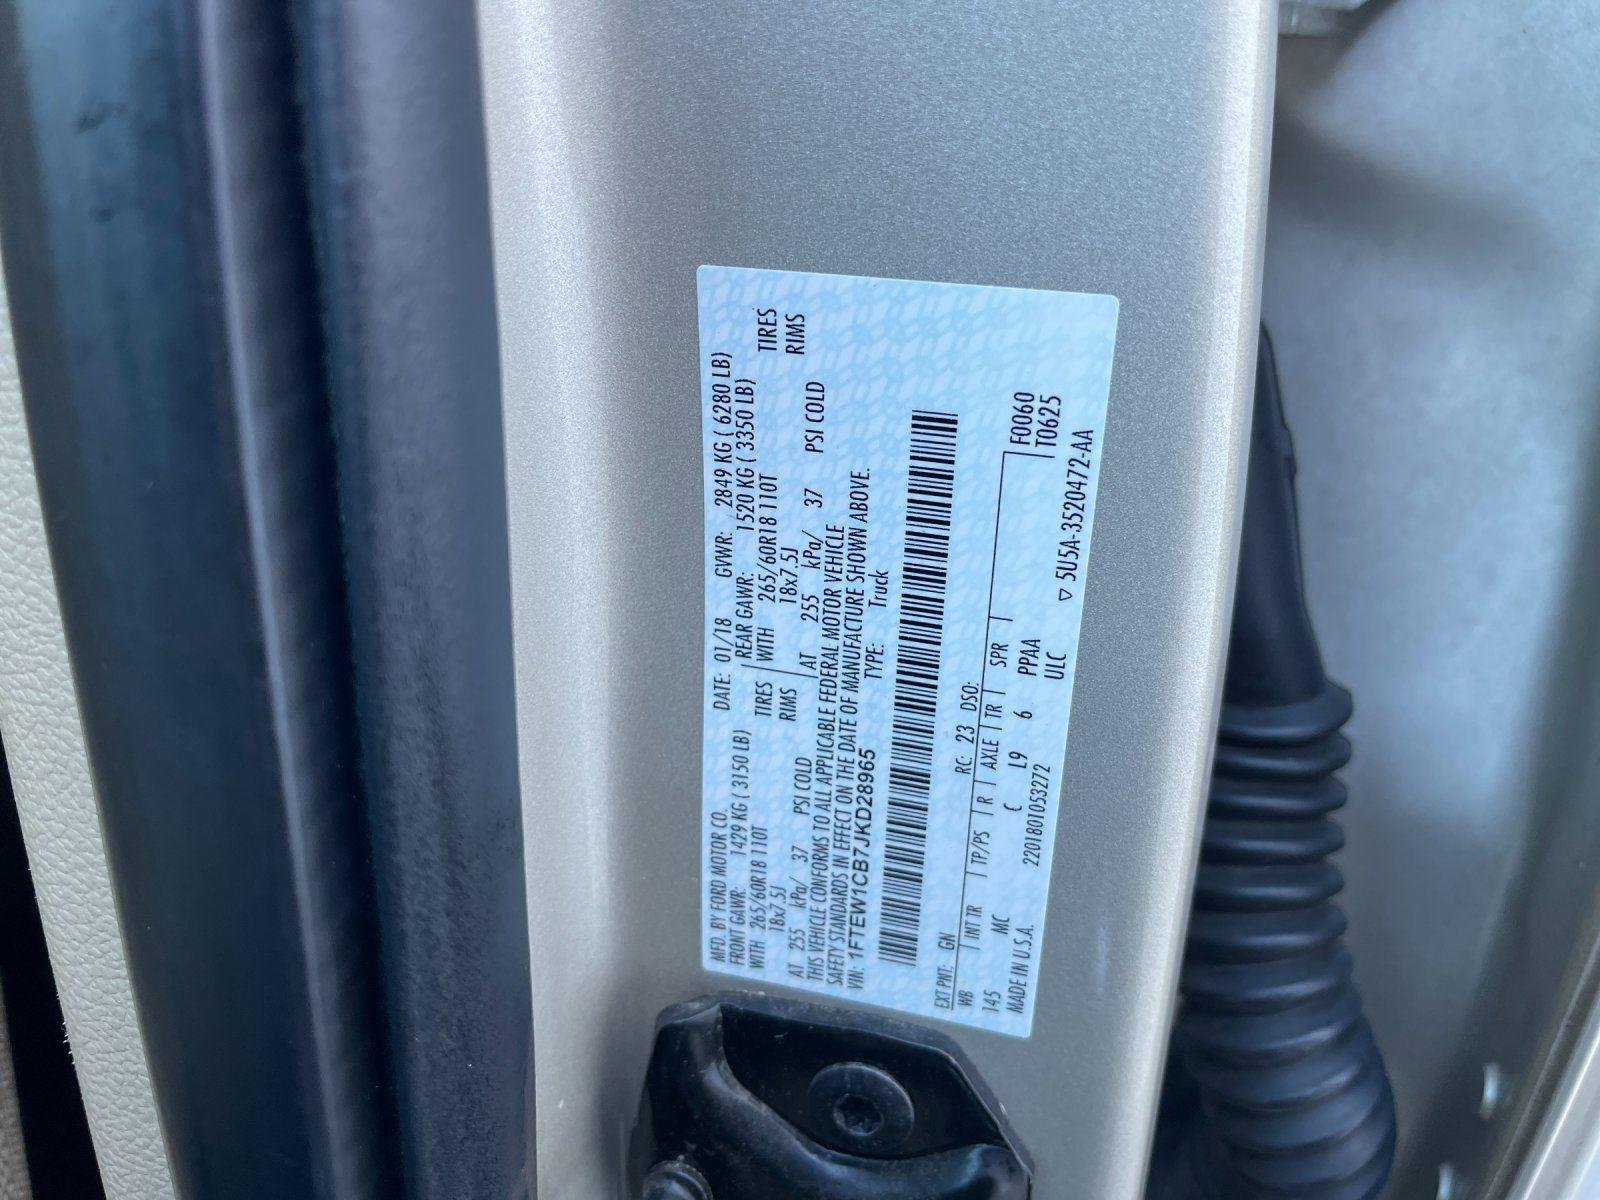 MFD. BY FORD MOTOR CO. DATE: 01/18 GVWR: 2849 KG ( 6280 LB)
FRONT GAWR: 1429 KG ( 3150 LB) REAR GAWR: 1520 KG ( 3350 LB)
WITH 265/60R18 110T TIRES WITH 265/60R18 110T TIRES
18x7.5J RIMS 18x7.5J RIMS
AT 255 kPa/ 37 PSI COLD AT 255 kPa/ 37 PSI COLD
THIS VEHICLE CONFORMS TO ALL APPLICABLE FEDERAL MOTOR VEHICLE
SAFETY STANDARDS IN EFFECT ON THE DATE OF MANUFACTURE SHOWN ABOVE.
VIN: 1FTEW1CB7JKD28965 TYPE: Truck
EXT PNT: GN RC: 23 DSO: F0060
WB INT TR TP/PS R AXLE TR SPR T0625
145 MC C L9 6 PPAA
MADE IN U.S.A. 2201801053272 ULC ▽ 5U5A-3520472-AA